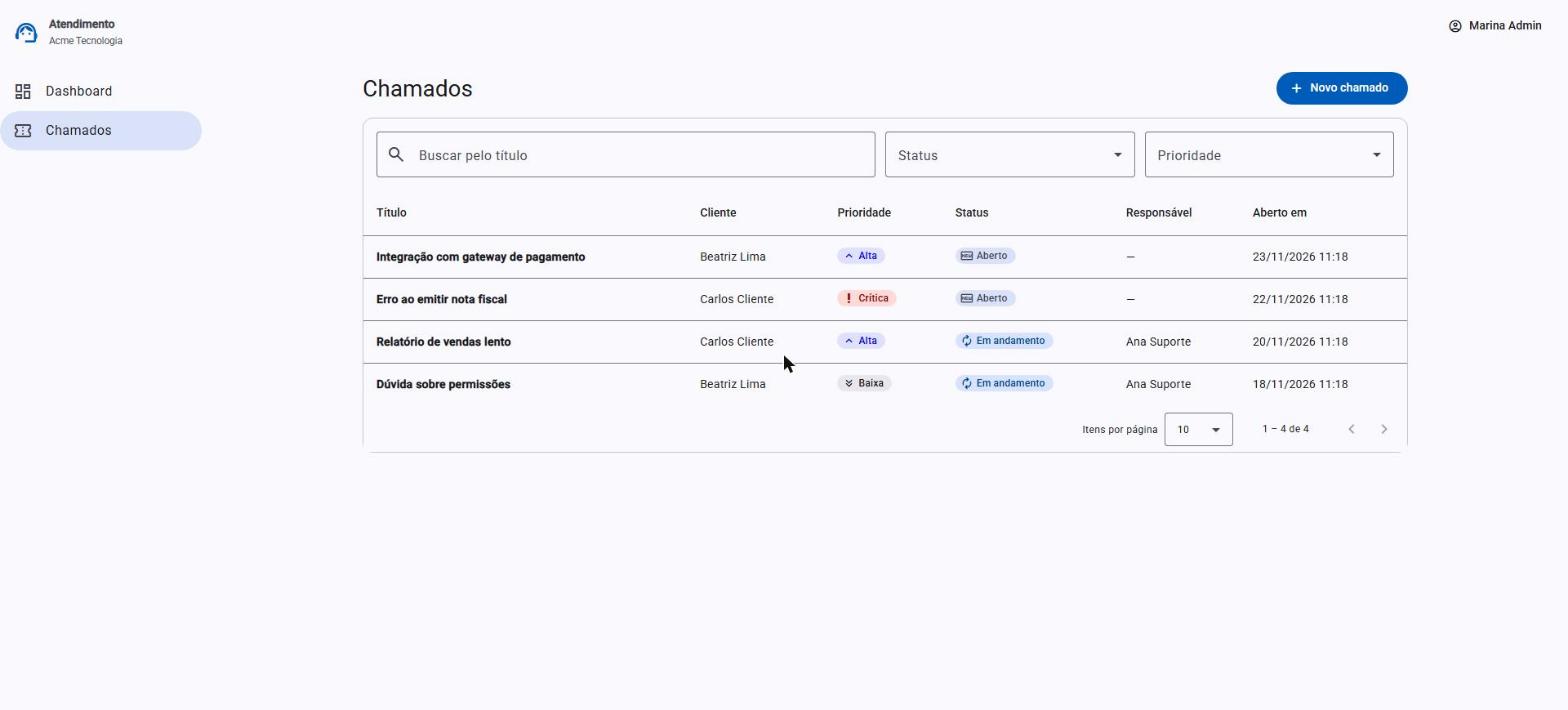 Atendimento
Acme Tecnologia
Marina Admin
Dashboard
Chamados
Chamados
Novo chamado
Buscar pelo título
Status
Prioridade
Título Cliente Prioridade Status Responsável Aberto em
Integração com gateway de pagamento Beatriz Lima Alta Aberto — 23/11/2026 11:18
Erro ao emitir nota fiscal Carlos Cliente Crítica Aberto — 22/11/2026 11:18
Relatório de vendas lento Carlos Cliente Alta Em andamento Ana Suporte 20/11/2026 11:18
Dúvida sobre permissões Beatriz Lima Baixa Em andamento Ana Suporte 18/11/2026 11:18
Itens por página 10 1 – 4 de 4